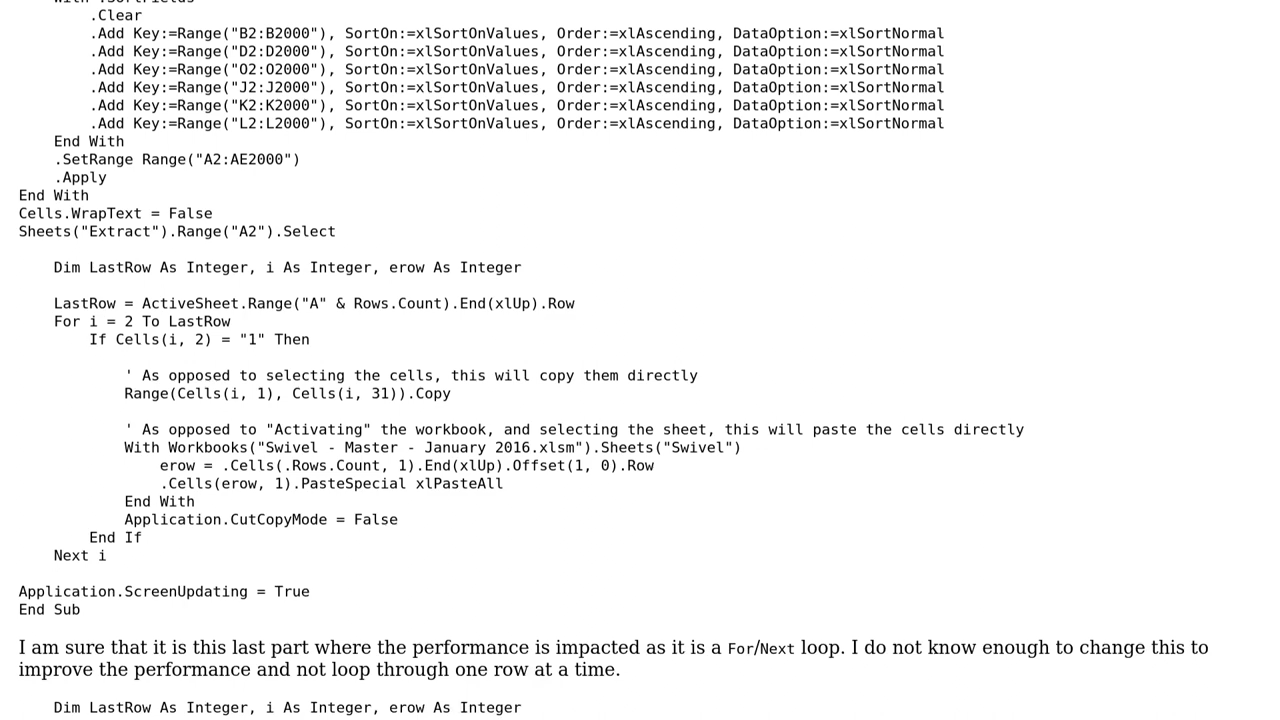 With .SortFields
        .Clear
        .Add Key:=Range("B2:B2000"), SortOn:=xlSortOnValues, Order:=xlAscending, DataOption:=xlSortNormal
        .Add Key:=Range("D2:D2000"), SortOn:=xlSortOnValues, Order:=xlAscending, DataOption:=xlSortNormal
        .Add Key:=Range("O2:O2000"), SortOn:=xlSortOnValues, Order:=xlAscending, DataOption:=xlSortNormal
        .Add Key:=Range("J2:J2000"), SortOn:=xlSortOnValues, Order:=xlAscending, DataOption:=xlSortNormal
        .Add Key:=Range("K2:K2000"), SortOn:=xlSortOnValues, Order:=xlAscending, DataOption:=xlSortNormal
        .Add Key:=Range("L2:L2000"), SortOn:=xlSortOnValues, Order:=xlAscending, DataOption:=xlSortNormal
    End With
    .SetRange Range("A2:AE2000")
    .Apply
End With
Cells.WrapText = False
Sheets("Extract").Range("A2").Select
    Dim LastRow As Integer, i As Integer, erow As Integer
    LastRow = ActiveSheet.Range("A" & Rows.Count).End(xlUp).Row
    For i = 2 To LastRow
        If Cells(i, 2) = "1" Then
            ' As opposed to selecting the cells, this will copy them directly
            Range(Cells(i, 1), Cells(i, 31)).Copy
            ' As opposed to "Activating" the workbook, and selecting the sheet, this will paste the cells directly
            With Workbooks("Swivel - Master - January 2016.xlsm").Sheets("Swivel")
                erow = .Cells(.Rows.Count, 1).End(xlUp).Offset(1, 0).Row
                .Cells(erow, 1).PasteSpecial xlPasteAll
            End With
            Application.CutCopyMode = False
        End If
    Next i
Application.ScreenUpdating = True
End Sub
I am sure that it is this last part where the performance is impacted as it is a For/Next loop. I do not know enough to change this to
improve the performance and not loop through one row at a time.
    Dim LastRow As Integer, i As Integer, erow As Integer